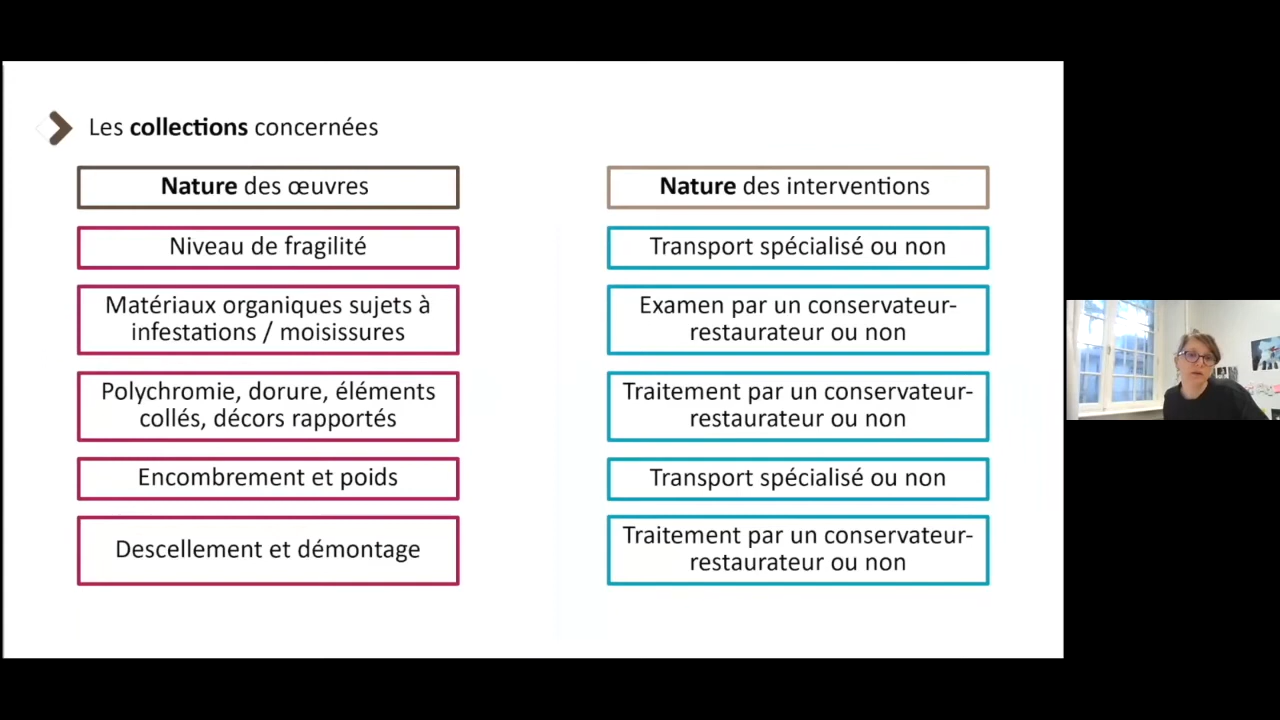 Les collections concernées
Nature des œuvres
Nature des interventions
Niveau de fragilité
Transport spécialisé ou non
Matériaux organiques sujets à
infestations / moisissures
Examen par un conservateur-
restaurateur ou non
Polychromie, dorure, éléments
collés, décors rapportés
Traitement par un conservateur-
restaurateur ou non
Encombrement et poids
Transport spécialisé ou non
Descellement et démontage
Traitement par un conservateur-
restaurateur ou non